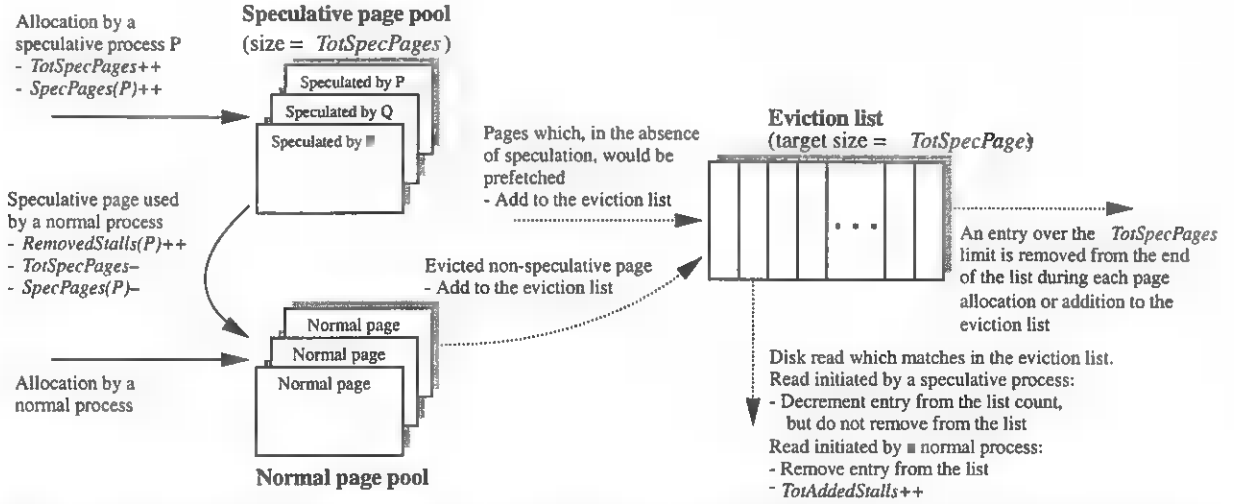 Allocation by a
speculative process P
- TotSpecPages++
- SpecPages(P)++
Speculative page pool
(size = TotSpecPages)
Speculated by P
Speculated by Q
Speculated by
Speculative page used
by a normal process
- RemovedStalls(P)++
- TotSpecPages–
- SpecPages(P)–
Allocation by a
normal process
Normal page
Normal page
Normal page
Normal page pool
Pages which, in the absence
of speculation, would be
prefetched
- Add to the eviction list
Evicted non-speculative page
- Add to the eviction list
Eviction list
(target size = TotSpecPages)
. . .
An entry over the TotSpecPages
limit is removed from the end
of the list during each page
allocation or addition to the
eviction list
Disk read which matches in the eviction list.
Read initiated by a speculative process:
- Decrement entry from the list count,
but do not remove from the list
Read initiated by normal process:
- Remove entry from the list
- TotAddedStalls++